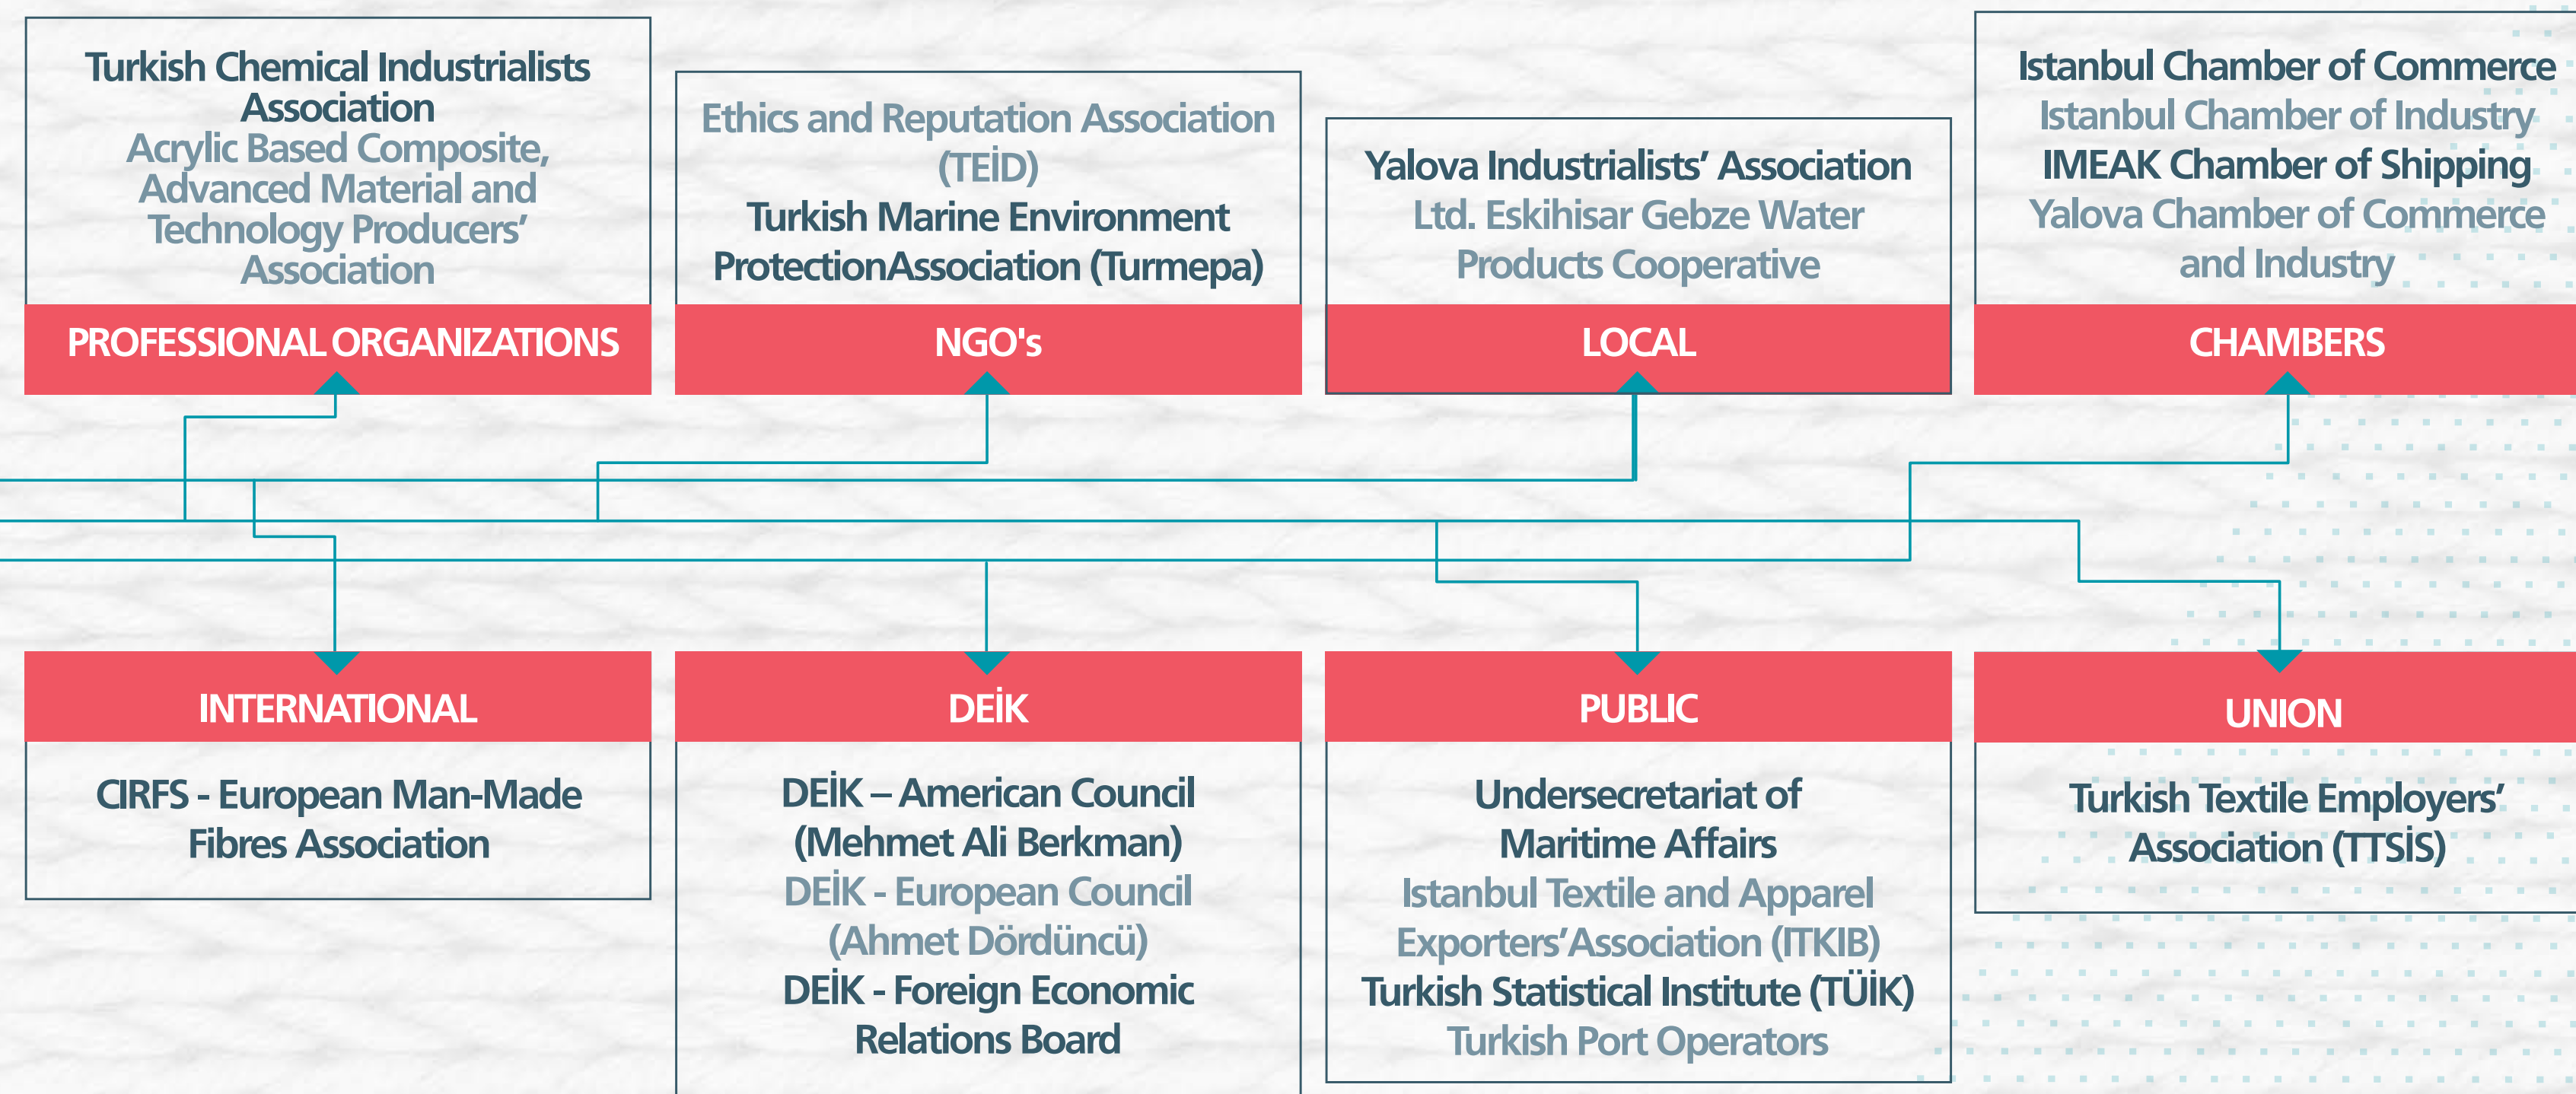 Turkish Chemical Industrialists
Association
Acrylic Based Composite,
Advanced Material and
Technology Producers’
Association
PROFESSIONAL ORGANIZATIONS
Ethics and Reputation Association
(TEİD)
Turkish Marine Environment
ProtectionAssociation (Turmepa)
NGO's
Yalova Industrialists’ Association
Ltd. Eskihisar Gebze Water
Products Cooperative
LOCAL
Istanbul Chamber of Commerce
Istanbul Chamber of Industry
IMEAK Chamber of Shipping
Yalova Chamber of Commerce
and Industry
CHAMBERS
INTERNATIONAL
CIRFS - European Man-Made
Fibres Association
DEİK
DEİK – American Council
(Mehmet Ali Berkman)
DEİK - European Council
(Ahmet Dördüncü)
DEİK - Foreign Economic
Relations Board
PUBLIC
Undersecretariat of
Maritime Affairs
Istanbul Textile and Apparel
Exporters’Association (ITKIB)
Turkish Statistical Institute (TÜİK)
Turkish Port Operators
UNION
Turkish Textile Employers’
Association (TTSİS)